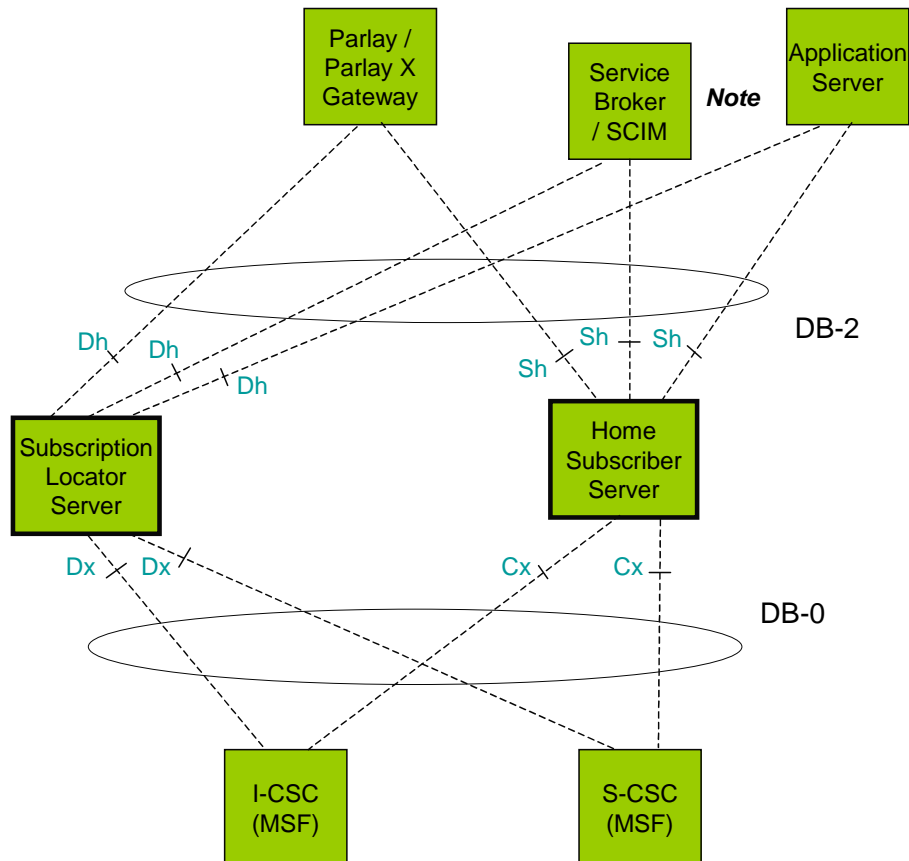 Parlay /
Parlay X
Gateway
Service
Broker
/ SCIM
Note
Application
Server
DB-2
Dh
Dh
Dh
Sh
Sh
Sh
Subscription
Locator
Server
Home
Subscriber
Server
Dx
Dx
Cx
Cx
DB-0
I-CSC
(MSF)
S-CSC
(MSF)